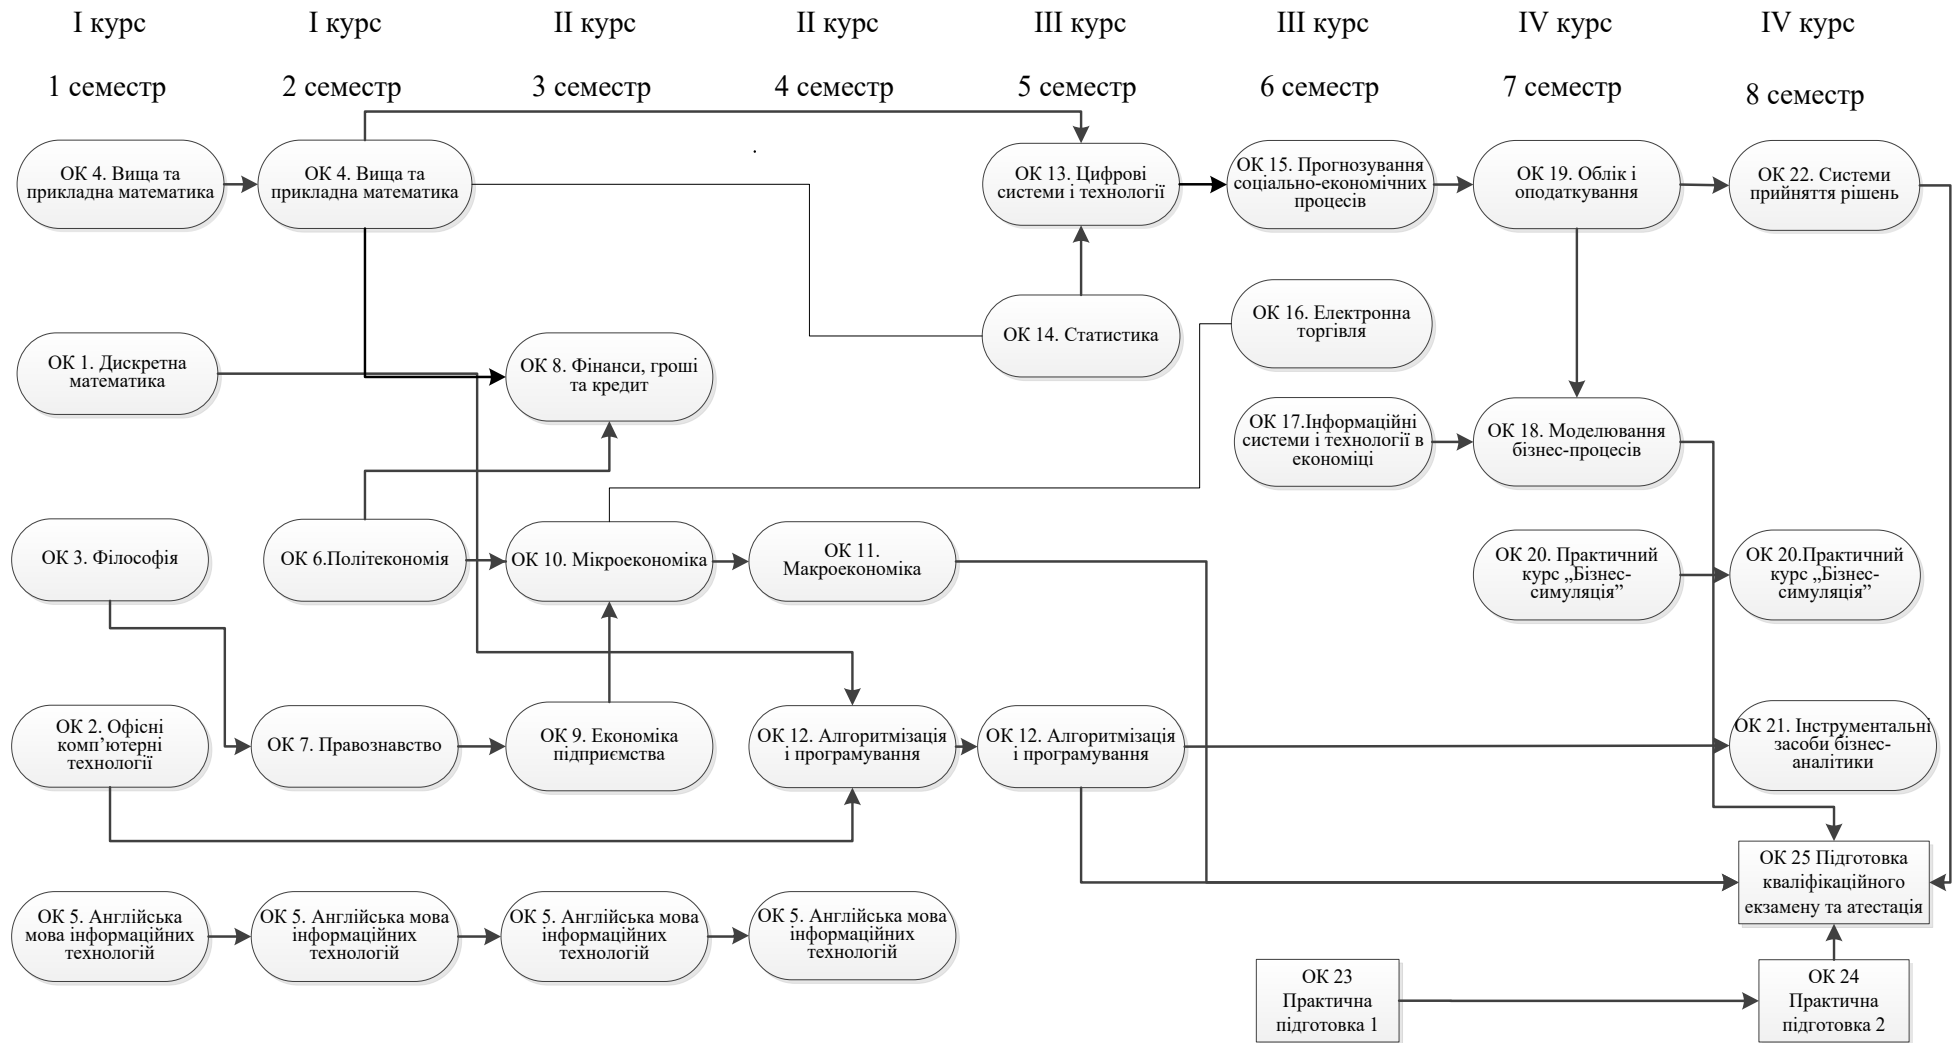 I курс
I курс
II курс
II курс
III курс
III курс
IV курс
IV курс
1 семестр
2 семестр
3 семестр
4 семестр
5 семестр
6 семестр
7 семестр
8 семестр
ОК 4. Вища та
прикладна математика
ОК 4. Вища та
прикладна математика
ОК 13. Цифрові
системи і технології
ОК 15. Прогнозування
соціально-економічних
процесів
ОК 19. Облік і
оподаткування
ОК 22. Системи
прийняття рішень
ОК 1. Дискретна
математика
ОК 8. Фінанси, гроші
та кредит
ОК 14. Статистика
ОК 16. Електронна
торгівля
ОК 17.Інформаційні
системи і технології в
економіці
ОК 18. Моделювання
бізнес-процесів
ОК 3. Філософія
ОК 6.Політекономія
ОК 10. Мікроекономіка
ОК 11.
Макроекономіка
ОК 20. Практичний
курс „Бізнес-
симуляція”
ОК 20.Практичний
курс „Бізнес-
симуляція”
ОК 2. Офісні
комп’ютерні
технології
ОК 7. Правознавство
ОК 9. Економіка
підприємства
ОК 12. Алгоритмізація
і програмування
ОК 12. Алгоритмізація
і програмування
ОК 21. Інструментальні
засоби бізнес-
аналітики
ОК 25 Підготовка
кваліфікаційного
екзамену та атестація
ОК 5. Англійська
мова інформаційних
технологій
ОК 5. Англійська мова
інформаційних
технологій
ОК 5. Англійська мова
інформаційних
технологій
ОК 5. Англійська мова
інформаційних
технологій
ОК 23
Практична
підготовка 1
ОК 24
Практична
підготовка 2